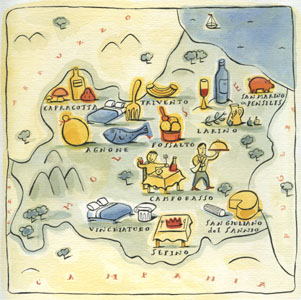 CAPRACOTTA
TRIVENTO
SAN MARTINO
in PENSILIS
LARINO
AGNONE
FOSSALTO
CAMPOBASSO
VINCHIATURO
SAN GIULIANO
del SANNIO
SEPINO
CAMPANIA